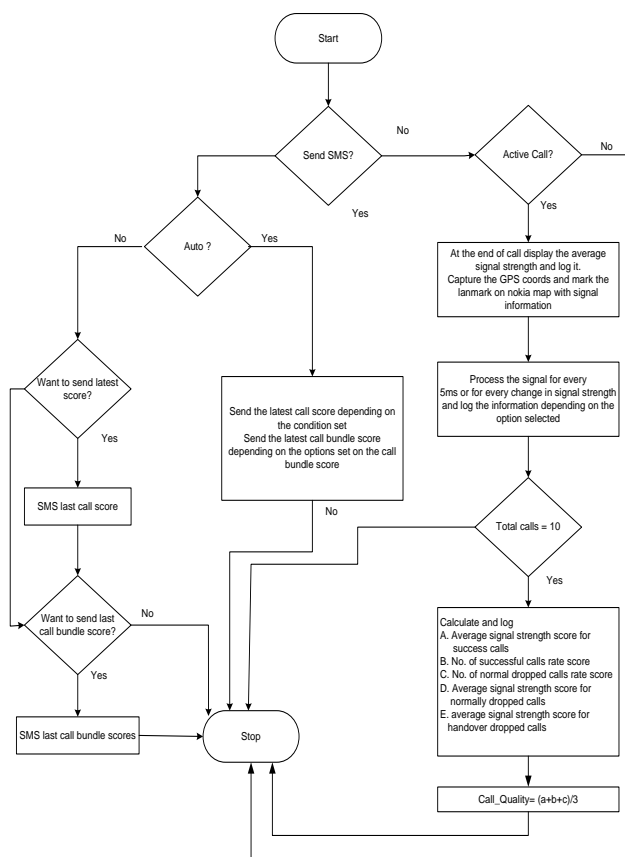 Start
Send SMS?
No
Yes
Active Call?
No
Yes
Auto ?
No
Yes
At the end of call display the average
signal strength and log it.
Capture the GPS coords and mark the
lanmark on nokia map with signal
information
Want to send latest
score?
Yes
Send the latest call score depending on
the condition set
Send the latest call bundle score
depending on the options set on the call
bundle score
No
Process the signal for every
5ms or for every change in signal strength
and log the information depending on the
option selected
SMS last call score
Total calls = 10
Yes
Want to send last
call bundle score?
No
Yes
Calculate and log
A. Average signal strength score for
success calls
B. No. of successful calls rate score
C. No. of normal dropped calls rate score
D. Average signal strength score for
normally dropped calls
E. average signal strength score for
handover dropped calls
SMS last call bundle scores
Stop
Call_Quality= (a+b+c)/3